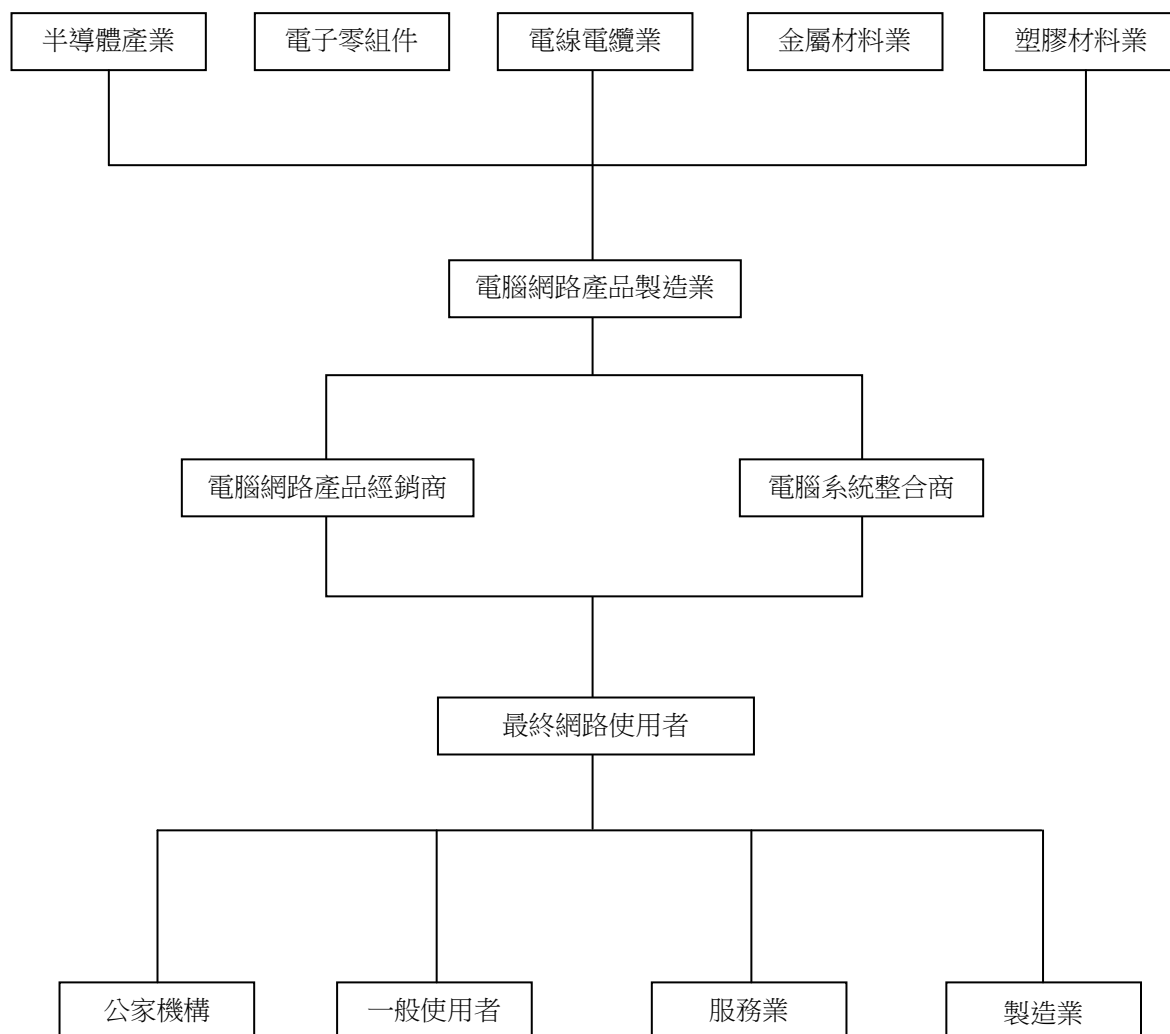 半導體產業
電子零組件
電線電纜業
金屬材料業
塑膠材料業
電腦網路產品製造業
電腦網路產品經銷商
電腦系統整合商
最終網路使用者
公家機構
一般使用者
服務業
製造業